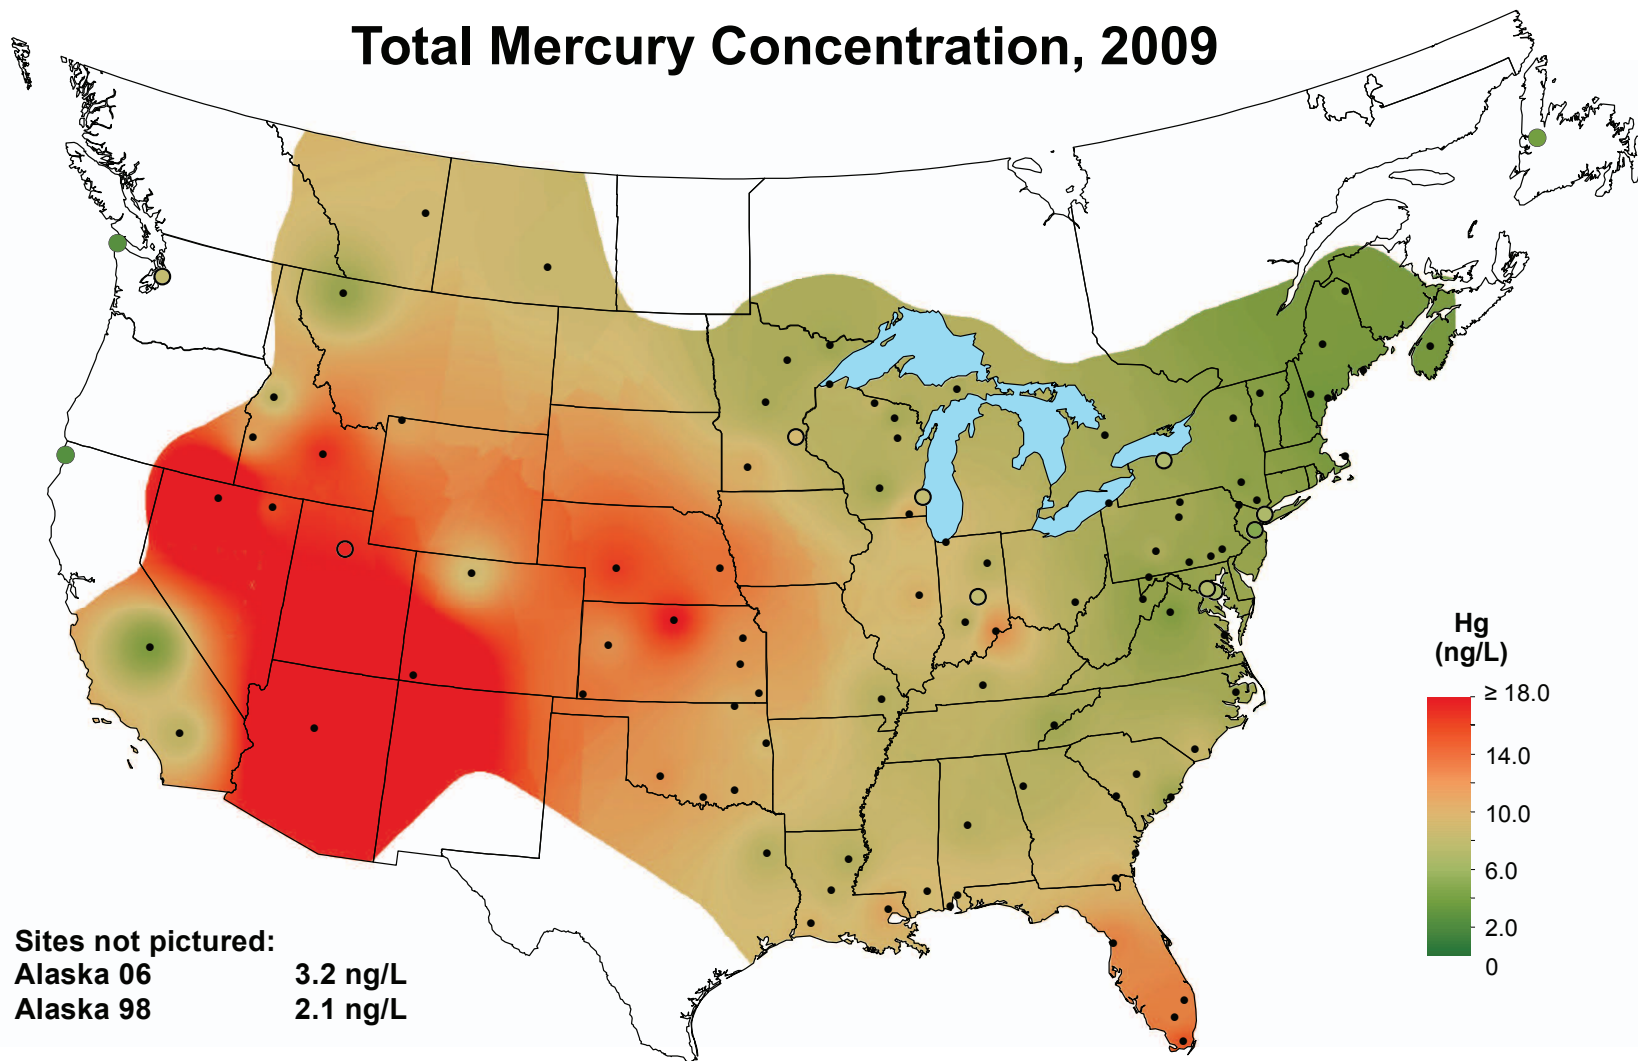 Total Mercury Concentration, 2009
Hg
(ng/L)
≥ 18.0
14.0
10.0
6.0
2.0
0
Sites not pictured:
Alaska 06 3.2 ng/L
Alaska 98 2.1 ng/L